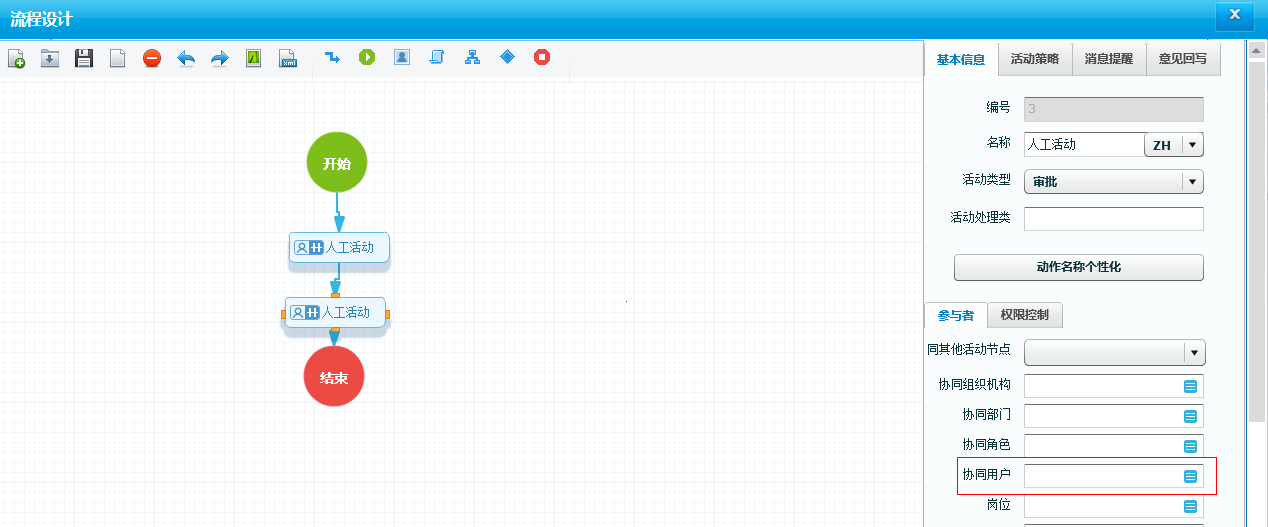 流程设计
X
xml
基本信息 活动策略 消息提醒 意见回写
编号 3
名称 人工活动 ZH
活动类型 审批
活动处理类
动作名称个性化
参与者 权限控制
同其他活动节点
协同组织机构
协同部门
协同角色
协同用户
岗位
开始
人工活动
人工活动
结束